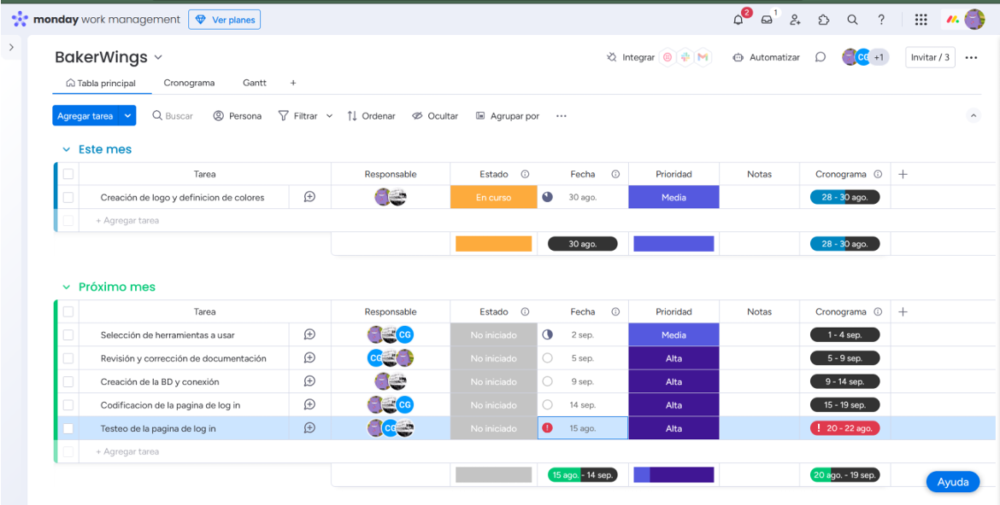 monday work management Ver planes 2 1
BakerWings Integrar Automatizar CG +1 Invitar / 3
Tabla principal Cronograma Gantt +
Agregar tarea Buscar Persona Filtrar Ordenar Ocultar Agrupar por
Este mes
Tarea Responsable Estado Fecha Prioridad Notas Cronograma
Creación de logo y definicion de colores En curso 30 ago. Media 28 - 30 ago.
+ Agregar tarea
30 ago. 28 - 30 ago.
Próximo mes
Tarea Responsable Estado Fecha Prioridad Notas Cronograma
Selección de herramientas a usar CG No iniciado 2 sep. Media 1 - 4 sep.
Revisión y corrección de documentación CG No iniciado 5 sep. Alta 5 - 9 sep.
Creación de la BD y conexión No iniciado 9 sep. Alta 9 - 14 sep.
Codificacion de la pagina de log in CG No iniciado 14 sep. Alta 15 - 19 sep.
Testeo de la pagina de log in CG No iniciado 15 ago. Alta ! 20 - 22 ago.
+ Agregar tarea
15 ago. - 14 sep. 20 ago. - 19 sep.
Ayuda